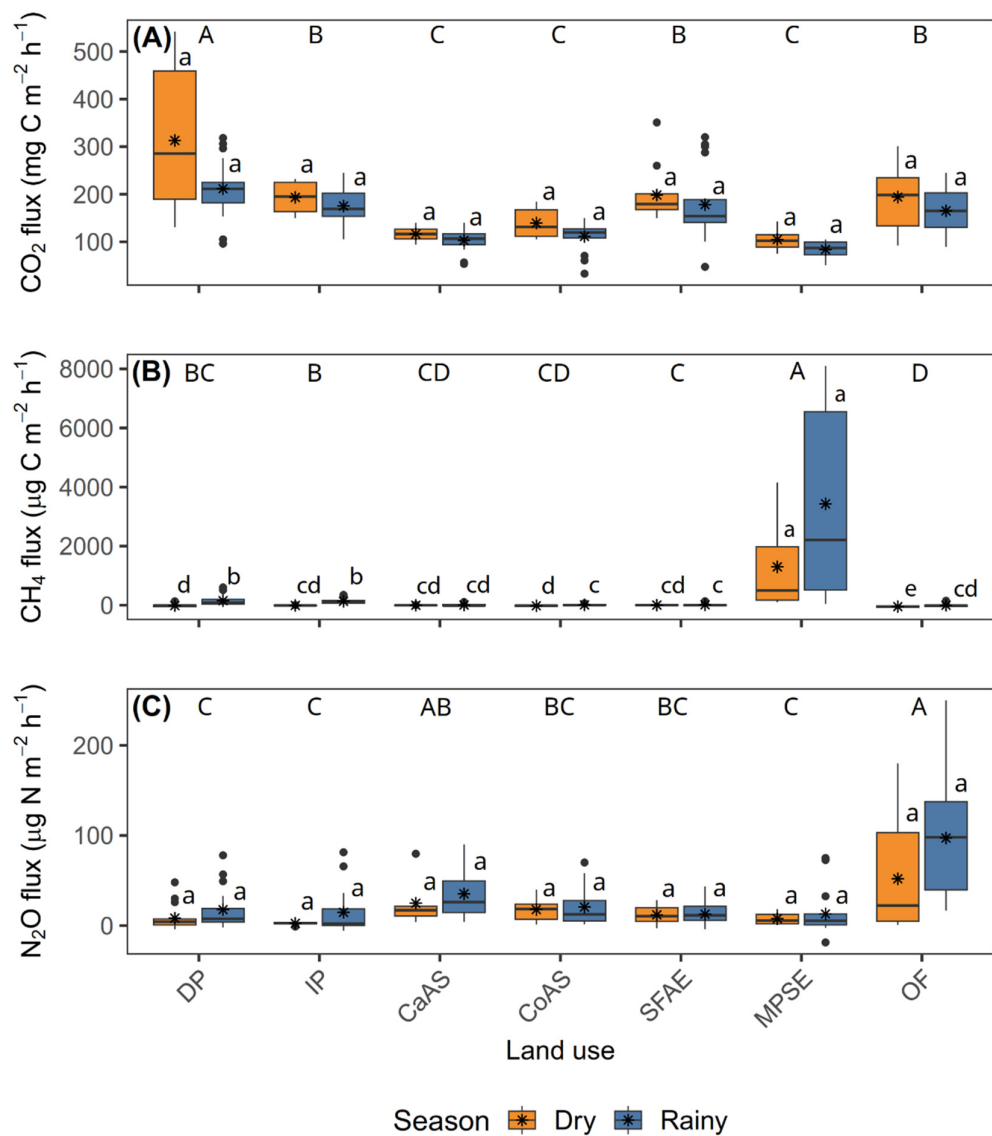 (A) A B C C B C B
500 a
400
300 a a a a a a a a a a a a a
200
100
CO₂ flux (mg C m⁻² h⁻¹)
(B) BC B CD CD C A D
8000 a
6000
4000 a
2000 d b cd b cd cd d c cd c e cd
0
CH₄ flux (µg C m⁻² h⁻¹)
(C) C C AB BC BC C A
200 a
100 a a a a a a a a a a a a a
0
N₂O flux (µg N m⁻² h⁻¹)
DP IP CaAS CoAS SFAE MPSE OF
Land use
Season Dry Rainy